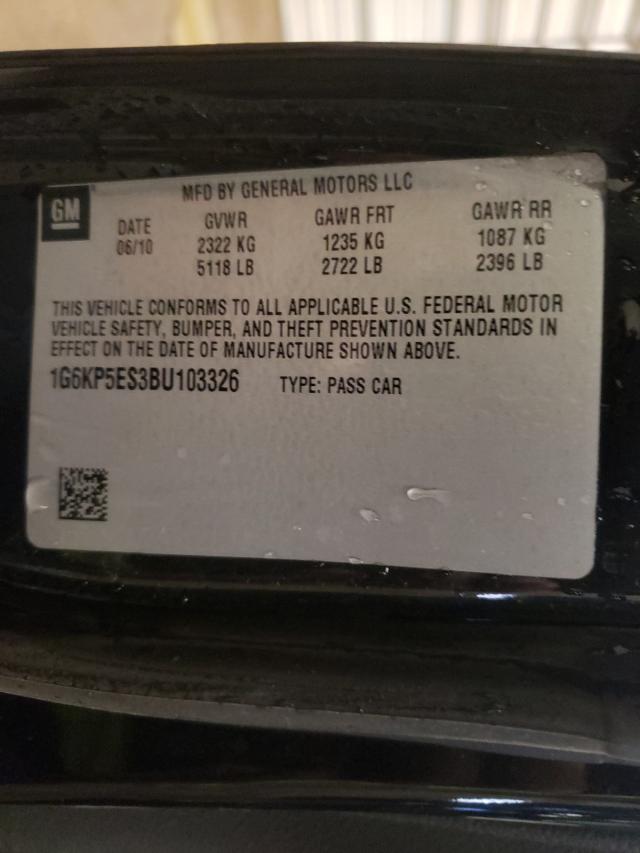 MFD BY GENERAL MOTORS LLC
GM
DATE GVWR GAWR FRT GAWR RR
06/10 2322 KG 1235 KG 1087 KG
5118 LB 2722 LB 2396 LB
THIS VEHICLE CONFORMS TO ALL APPLICABLE U.S. FEDERAL MOTOR
VEHICLE SAFETY, BUMPER, AND THEFT PREVENTION STANDARDS IN
EFFECT ON THE DATE OF MANUFACTURE SHOWN ABOVE.
1G6KP5ES3BU103326 TYPE: PASS CAR